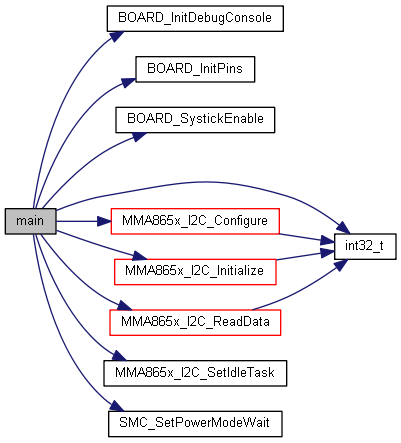 BOARD_InitDebugConsole
BOARD_InitPins
BOARD_SystickEnable
main
MMA865x_I2C_Configure
int32_t
MMA865x_I2C_Initialize
MMA865x_I2C_ReadData
MMA865x_I2C_SetIdleTask
SMC_SetPowerModeWait